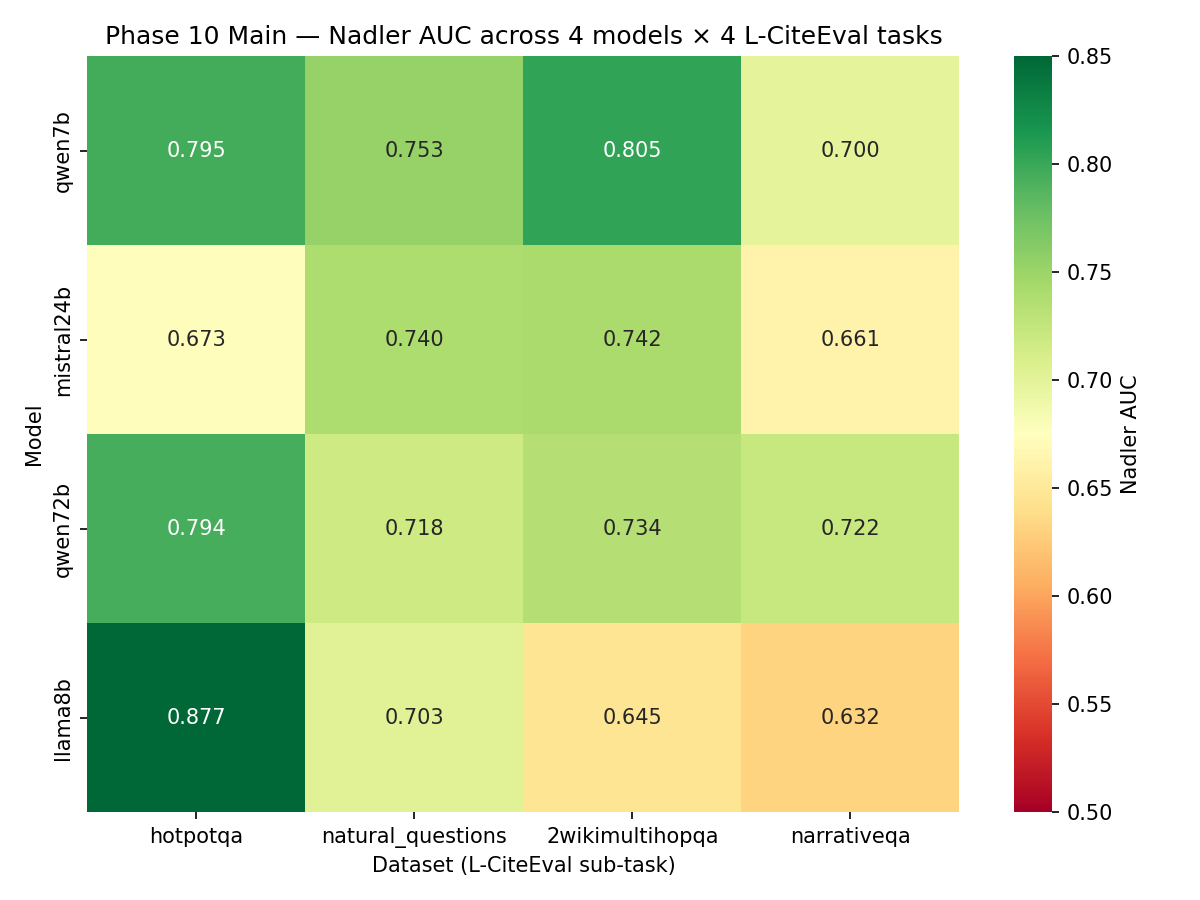 Phase 10 Main — Nadler AUC across 4 models × 4 L-CiteEval tasks
Model
qwen7b
0.795 0.753 0.805 0.700
mistral24b
0.673 0.740 0.742 0.661
qwen72b
0.794 0.718 0.734 0.722
llama8b
0.877 0.703 0.645 0.632
hotpotqa natural_questions 2wikimultihopqa narrativeqa
Dataset (L-CiteEval sub-task)
0.85
0.80
0.75
0.70
0.65
0.60
0.55
0.50
Nadler AUC